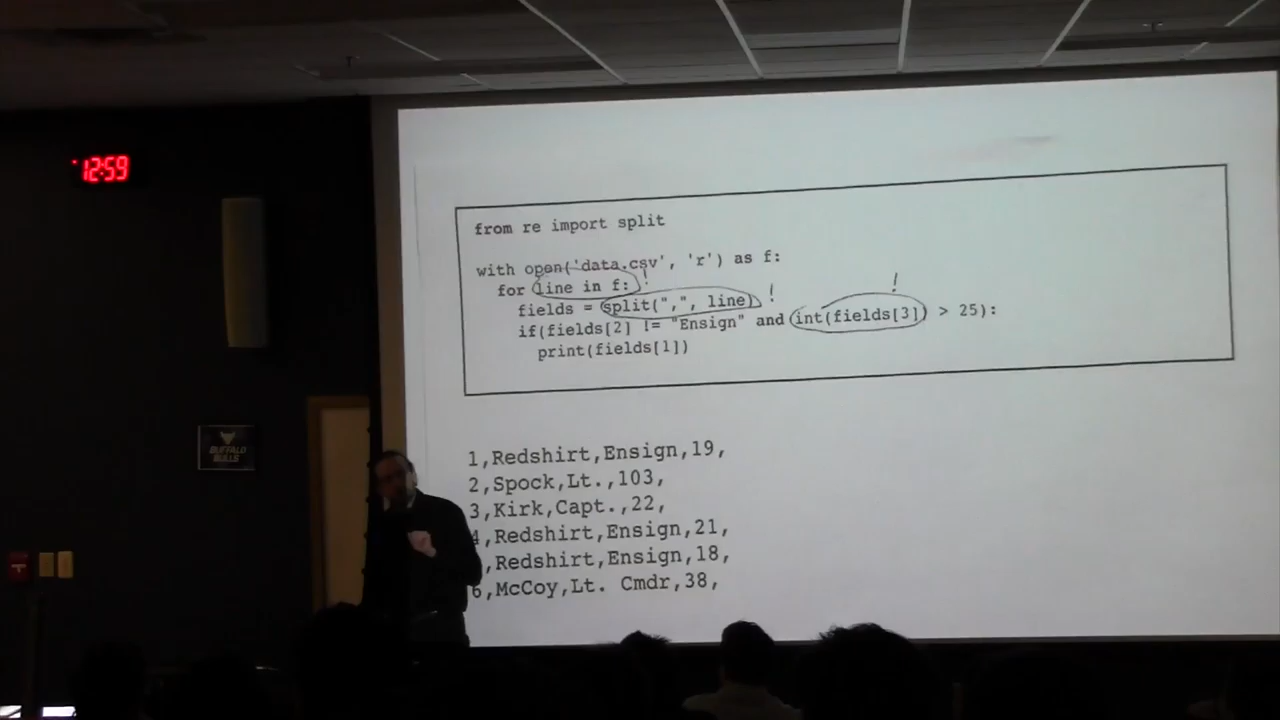 12:59
from re import split
with open('data.csv', 'r') as f:
for line in f: !
fields = split(",", line) !
if(fields[2] != "Ensign" and int(fields[3]) > 25): !
print(fields[1])
BUFFALO
BULLS
1,Redshirt,Ensign,19,
2,Spock,Lt.,103,
3,Kirk,Capt.,22,
4,Redshirt,Ensign,21,
,Redshirt,Ensign,18,
6,McCoy,Lt. Cmdr,38,